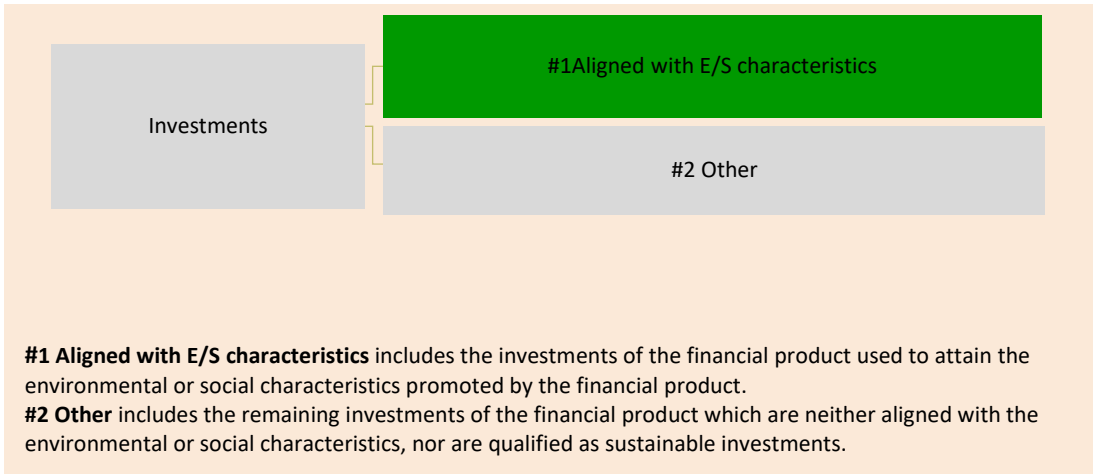 #1Aligned with E/S characteristics
Investments
#2 Other
#1 Aligned with E/S characteristics includes the investments of the financial product used to attain the
environmental or social characteristics promoted by the financial product.
#2 Other includes the remaining investments of the financial product which are neither aligned with the
environmental or social characteristics, nor are qualified as sustainable investments.